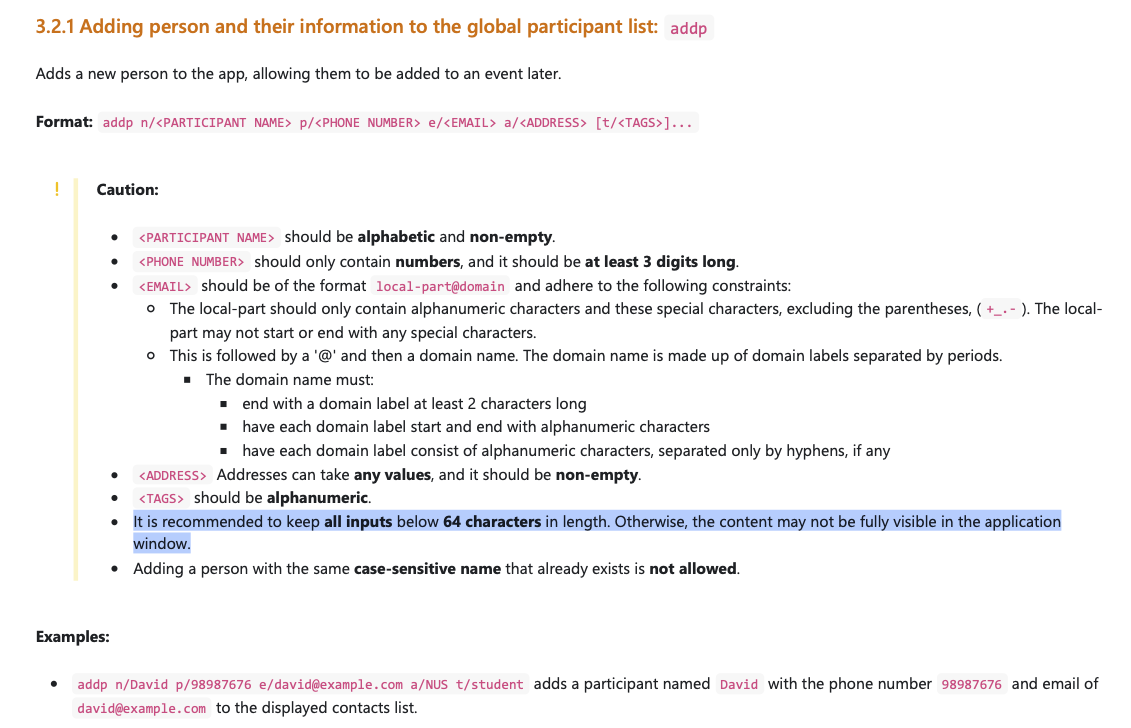 3.2.1 Adding person and their information to the global participant list: addp
Adds a new person to the app, allowing them to be added to an event later.
Format: addp n/<PARTICIPANT NAME> p/<PHONE NUMBER> e/<EMAIL> a/<ADDRESS> [t/<TAGS>]...
! Caution:
• <PARTICIPANT NAME> should be alphabetic and non-empty.
• <PHONE NUMBER> should only contain numbers, and it should be at least 3 digits long.
• <EMAIL> should be of the format local-part@domain and adhere to the following constraints:
○ The local-part should only contain alphanumeric characters and these special characters, excluding the parentheses, ( +_.- ). The local-
part may not start or end with any special characters.
○ This is followed by a '@' and then a domain name. The domain name is made up of domain labels separated by periods.
▪ The domain name must:
▪ end with a domain label at least 2 characters long
▪ have each domain label start and end with alphanumeric characters
▪ have each domain label consist of alphanumeric characters, separated only by hyphens, if any
• <ADDRESS> Addresses can take any values, and it should be non-empty.
• <TAGS> should be alphanumeric.
• It is recommended to keep all inputs below 64 characters in length. Otherwise, the content may not be fully visible in the application
window.
• Adding a person with the same case-sensitive name that already exists is not allowed.
Examples:
• addp n/David p/98987676 e/david@example.com a/NUS t/student adds a participant named David with the phone number 98987676 and email of
david@example.com to the displayed contacts list.